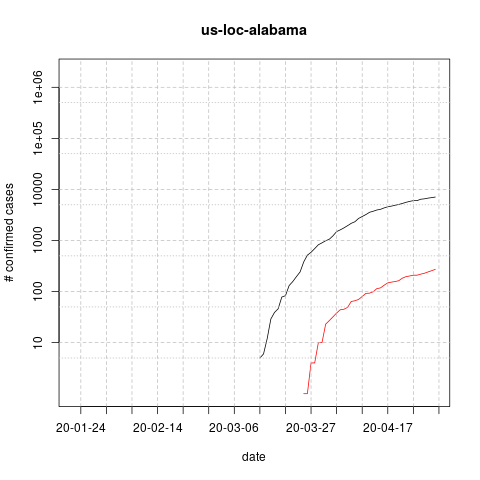 us-loc-alabama
# confirmed cases
1e+06
1e+05
10000
1000
100
10
20-01-24
20-02-14
20-03-06
20-03-27
20-04-17
date